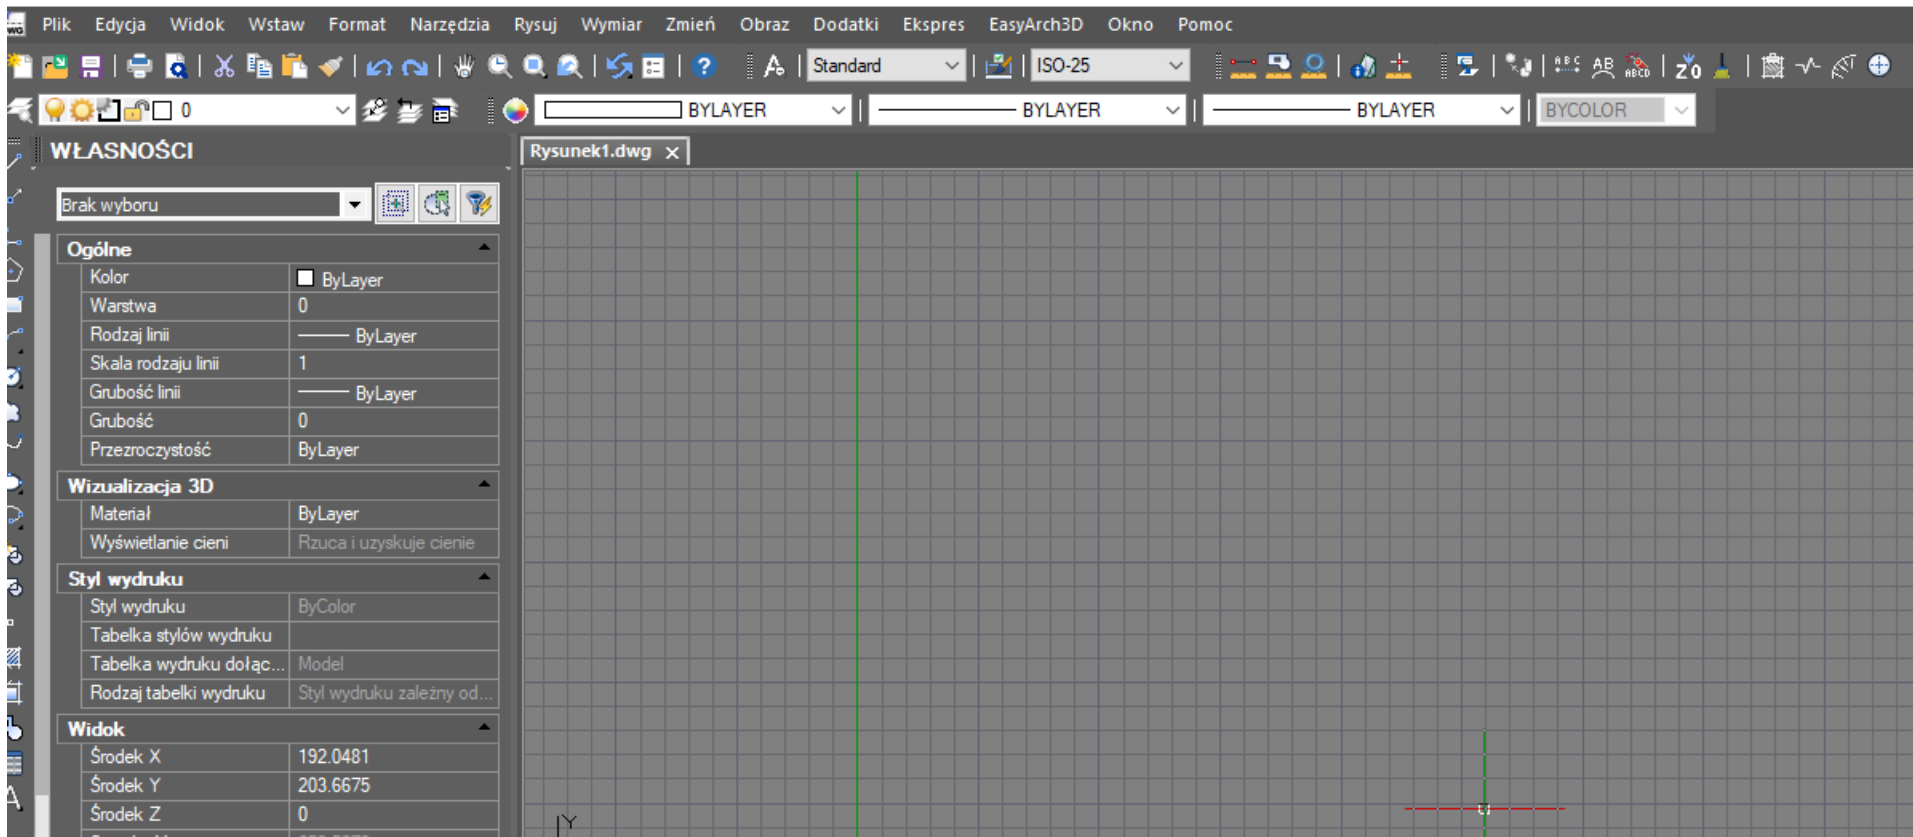 Plik Edycja Widok Wstaw Format Narzędzia Rysuj Wymiar Zmień Obraz Dodatki Ekspres EasyArch3D Okno Pomoc
Standard ISO-25
0 BYLAYER BYLAYER BYLAYER BYCOLOR
WŁASNOŚCI
Rysunek1.dwg
Brak wyboru
Ogólne
Kolor ByLayer
Warstwa 0
Rodzaj linii ByLayer
Skala rodzaju linii 1
Grubość linii ByLayer
Grubość 0
Przezroczystość ByLayer
Wizualizacja 3D
Materiał ByLayer
Wyświetlanie cieni Rzuca i uzyskuje cienie
Styl wydruku
Styl wydruku ByColor
Tabelka stylów wydruku
Tabelka wydruku dołąc... Model
Rodzaj tabelki wydruku Styl wydruku zależny od...
Widok
Środek X 192.0481
Środek Y 203.6675
Środek Z 0
Y